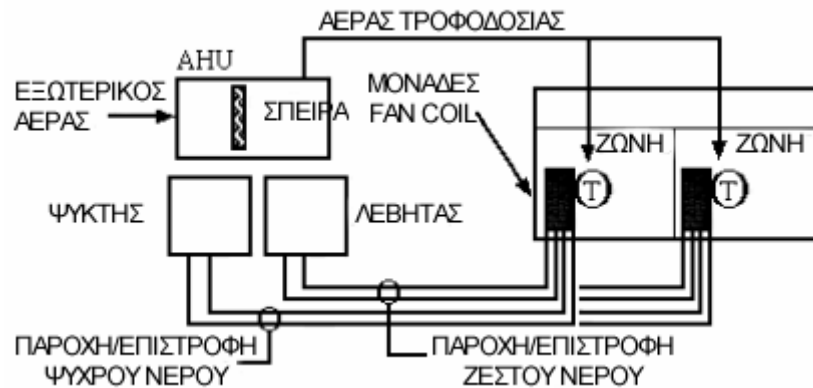 ΑΕΡΑΣ ΤΡΟΦΟΔΟΣΙΑΣ
AHU
ΕΞΩΤΕΡΙΚΟΣ
ΑΕΡΑΣ
ΣΠΕΙΡΑ
ΜΟΝΑΔΕΣ
FAN COIL
ΖΩΝΗ
ΖΩΝΗ
T
T
ΨΥΚΤΗΣ
ΛΕΒΗΤΑΣ
ΠΑΡΟΧΗ/ΕΠΙΣΤΡΟΦΗ
ΨΥΧΡΟΥ ΝΕΡΟΥ
ΠΑΡΟΧΗ/ΕΠΙΣΤΡΟΦΗ
ΖΕΣΤΟΥ ΝΕΡΟΥ